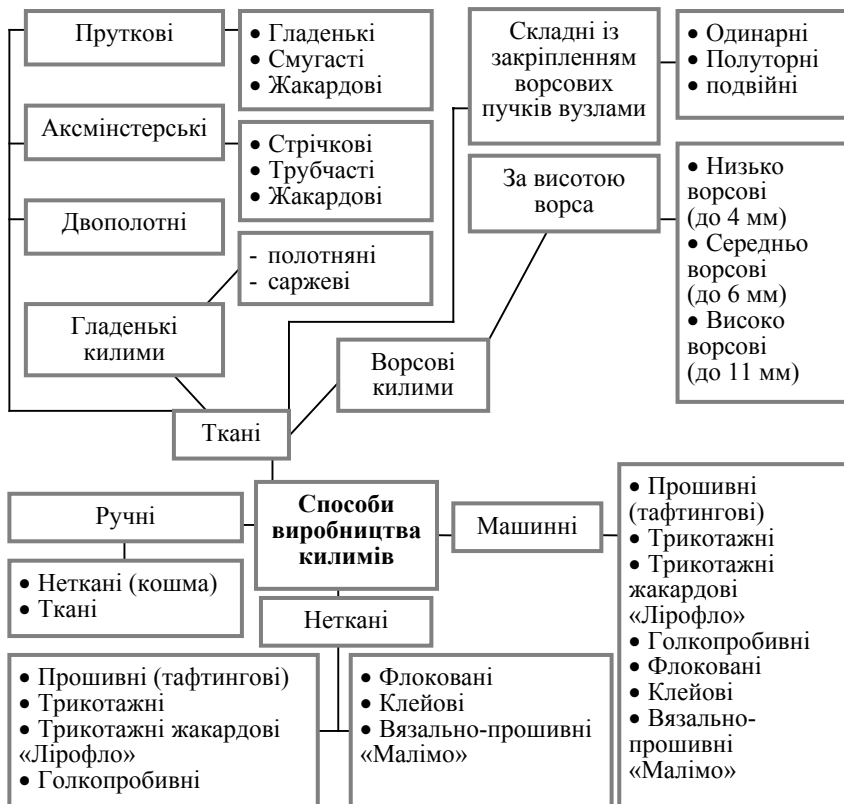 Пруткові
• Гладенькі
• Смугасті
• Жакардові
Складні із
закріпленням
ворсових
пучків вузлами
• Одинарні
• Полуторні
• подвійні
Аксмінстерські
• Стрічкові
• Трубчасті
• Жакардові
За висотою
ворса
• Низько
ворсові
(до 4 мм)
• Середньо
ворсові
(до 6 мм)
• Високо
ворсові
(до 11 мм)
Двополотні
- полотняні
- саржеві
Гладенькі
килими
Ворсові
килими
Ткані
Ручні
Способи
виробництва
килимів
Машинні
• Прошивні
(тафтингові)
• Трикотажні
• Трикотажні
жакардові
«Лірофло»
• Голкопробивні
• Флоковані
• Клейові
• Вязально-
прошивні
«Малімо»
• Неткані (кошма)
• Ткані
Неткані
• Прошивні (тафтингові)
• Трикотажні
• Трикотажні жакардові
«Лірофло»
• Голкопробивні
• Флоковані
• Клейові
• Вязально-прошивні
«Малімо»